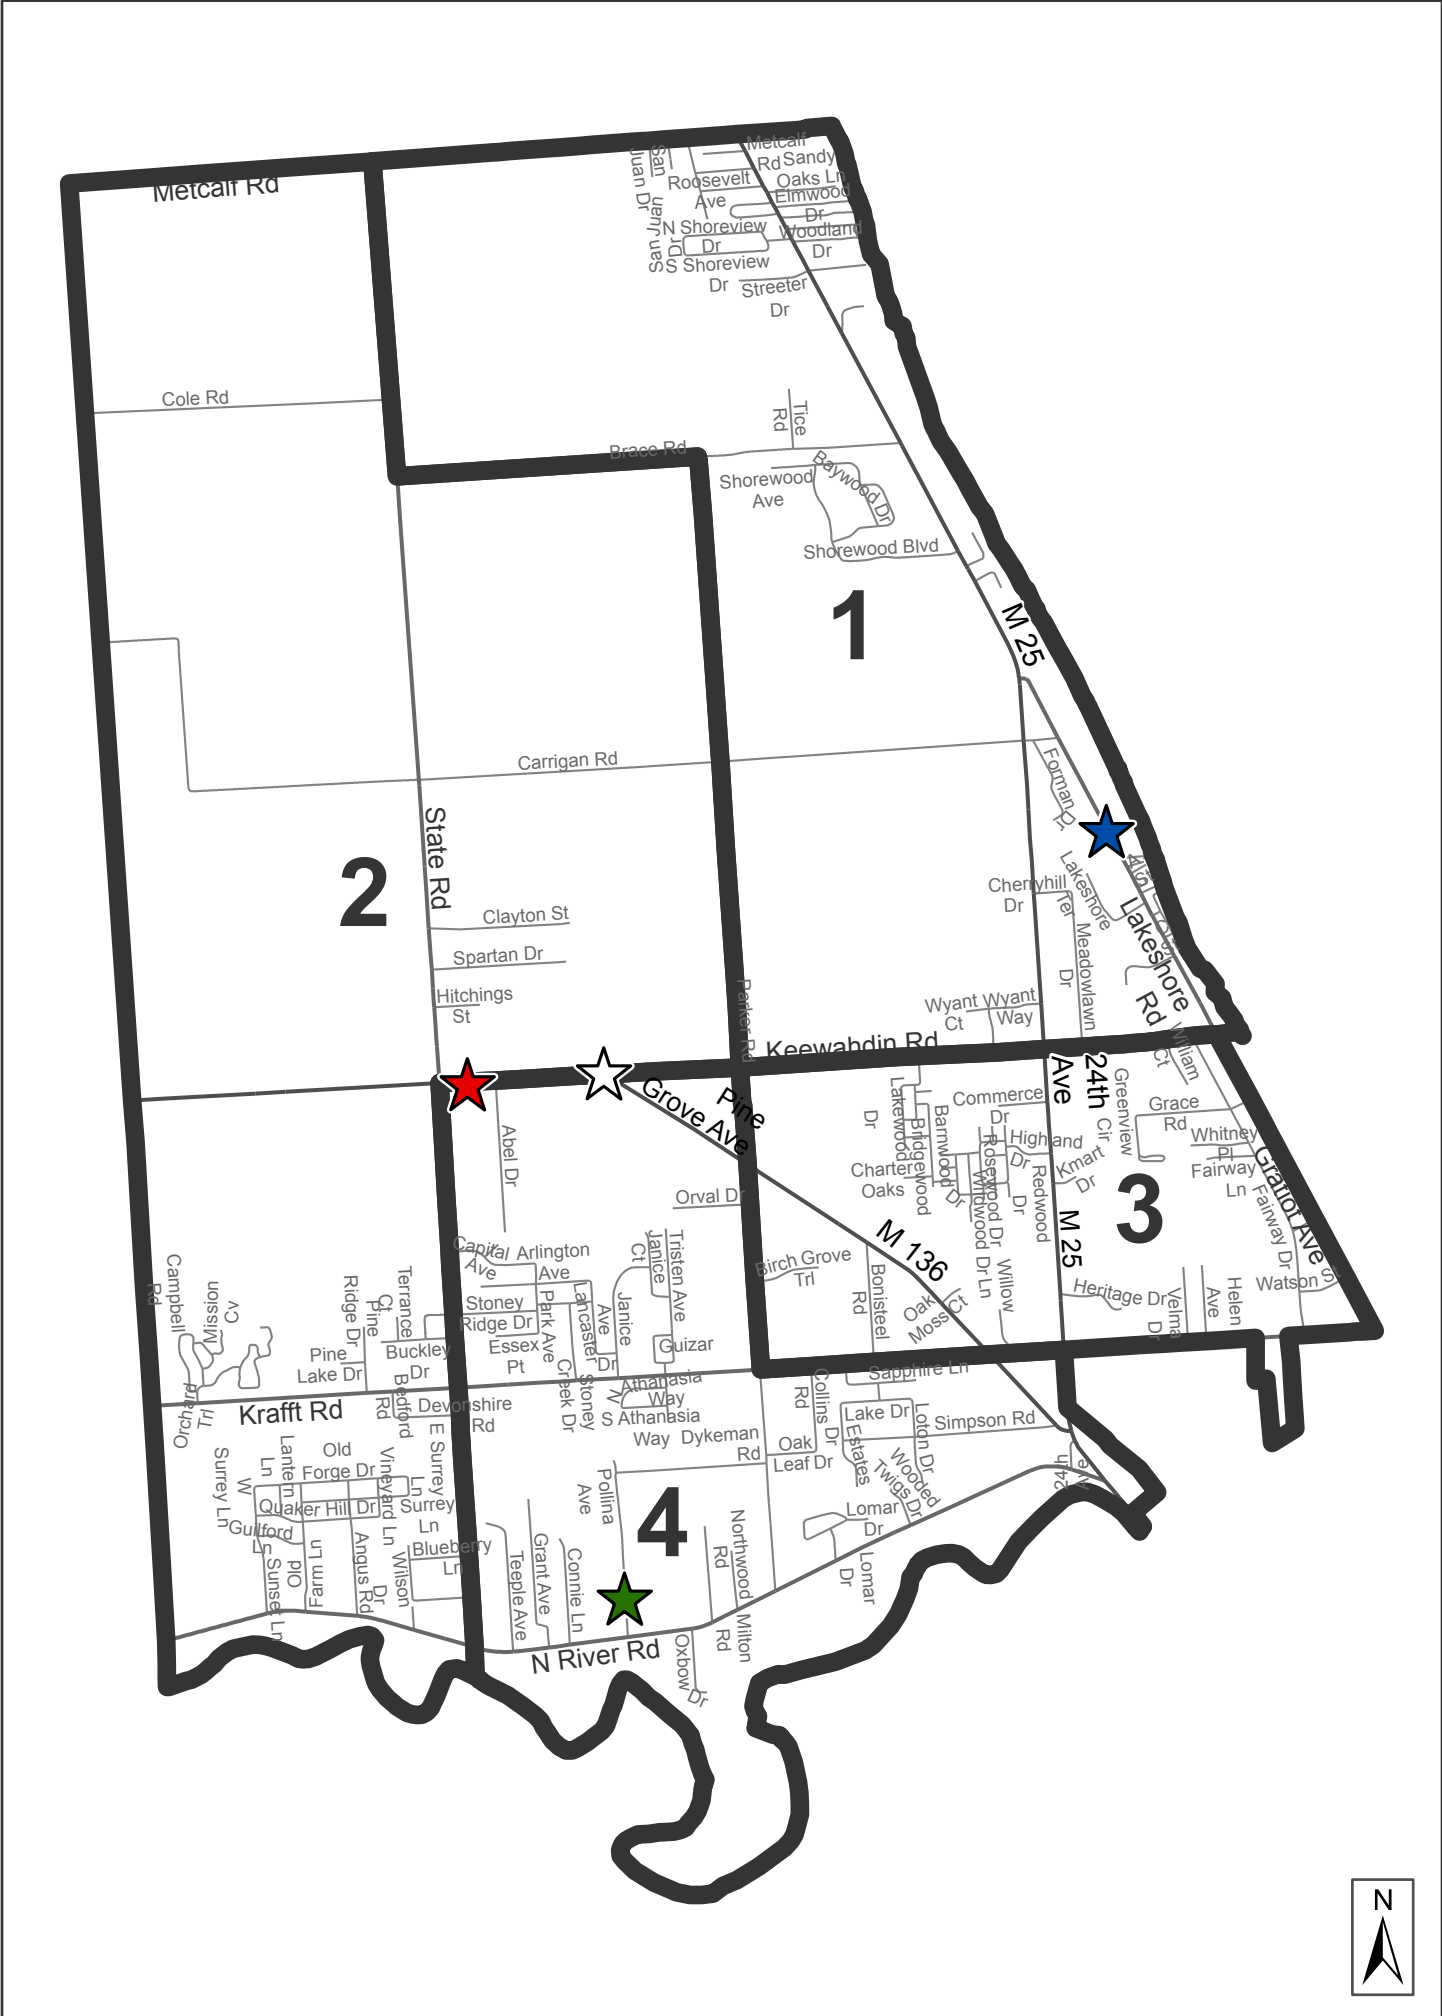 Metcalf Rd
Metcalf
Rd
Sandy
Oaks Ln
San
Juan Dr
Roosevelt
Ave
Elmwood
Dr
San Juan
Dr
N Shoreview
Dr
Woodland
Dr
S Shoreview
Dr
Streeter
Dr
Cole Rd
Tice
Rd
Brace Rd
Shorewood
Ave
Baywood Dr
Shorewood Blvd
1
M 25
Carrigan Rd
Forman
Ct
State Rd
2
Lakeshore
Ter
Cherryhill
Dr
Lakeshore
Rd
Clayton St
Spartan Dr
Meadowlawn
Dr
Hitchings
St
Parker Rd
Wyant
Ct
Wyant
Way
Keewahdin Rd
William
Ct
Pine
Grove Ave
24th
Ave
Abel Dr
Lakewood
Dr
Bridgewood
Barnwood
Dr
Commerce
Dr
Greenview
Cir
Grace
Rd
Whitney
Pl
Rosewood Dr
Highland
Dr
Kmart
Dr
Fairway
Ln
Charter
Oaks
Wildwood Dr
Redwood
Dr
3
Gratiot Ave
Fairway Dr
Orval Dr
M 136
M 25
Capital
Ave
Arlington
Ave
Janice
Ct
Tristen Ave
Birch Grove
Trl
Bonisteel
Rd
Oak
Moss Ct
Willow
Ln
Heritage Dr
Velma
Dr
Helen
Ave
Watson
St
Campbell
Rd
Mission
Cv
Ridge Dr
Pine
Terrance
Ct
Stoney
Ridge Dr
Park Ave
Lancaster
Ave
Janice
Dr
Essex
Pt
Guizar
Pine
Lake Dr
Buckley
Dr
Stoney
Creek Dr
Sapphire Ln
Orchard
Trl
Krafft Rd
Bedford
Rd
Devonshire
Rd
N
Athanasia
Way
S Athanasia
Way
Collins
Rd
Dykeman
Rd
Oak
Leaf Dr
Lake Dr
Estates
Dr
Loton Dr
Simpson Rd
Wooded
Twigs Dr
24th
Ave
W
Surrey Ln
Lantern
Ln
Old
Forge Dr
Vineyard Ln
E Surrey
Ln
Quaker Hill Dr
Surrey
Ln
Guilford
Ln
Pollina
Ave
4
Northwood
Rd
Lomar
Dr
Blueberry
Ln
Sunset Ln
Old
Farm Ln
Angus Rd
Wilson
Dr
Teeple Ave
Grant Ave
Connie Ln
Lomar
Dr
N River Rd
Oxbow
Dr
Milton
Rd
N